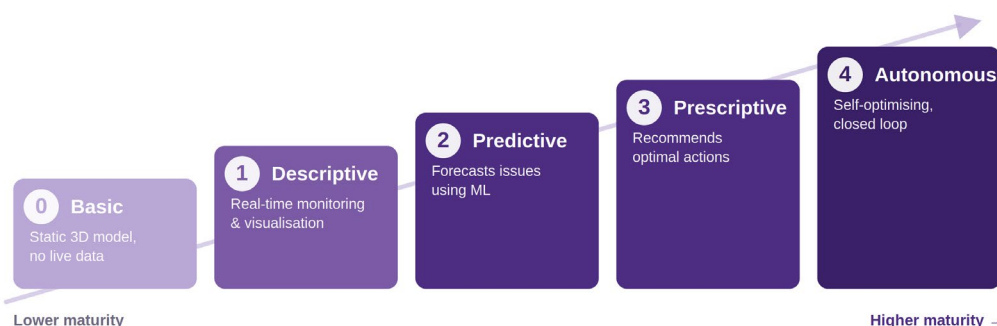 0 Basic
Static 3D model,
no live data
1 Descriptive
Real-time monitoring
& visualisation
2 Predictive
Forecasts issues
using ML
3 Prescriptive
Recommends
optimal actions
4 Autonomous
Self-optimising,
closed loop
Lower maturity
Higher maturity